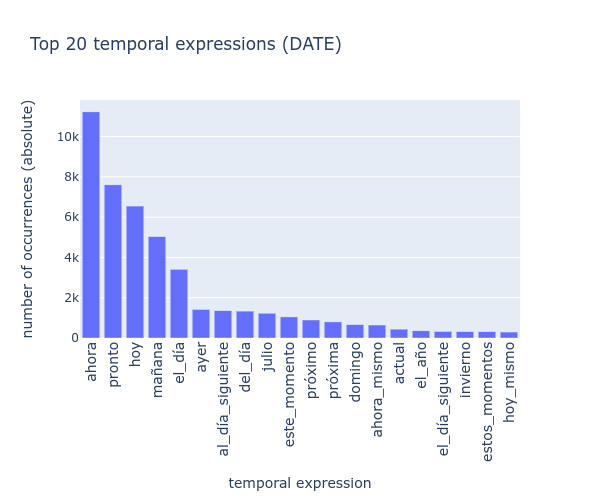 Top 20 temporal expressions (DATE)
number of occurrences (absolute)
10k
8k
6k
4k
2k
0
ahora
pronto
hoy
mañana
el_día
ayer
al_día_siguiente
del_día
julio
este_momento
próximo
próxima
domingo
ahora_mismo
actual
el_año
el_día_siguiente
invierno
estos_momentos
hoy_mismo
temporal expression